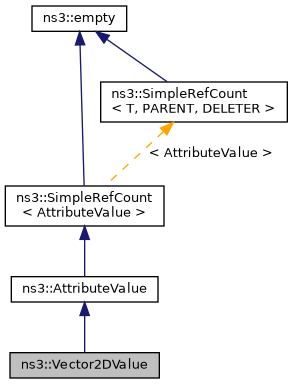 ns3::empty
ns3::SimpleRefCount
< T, PARENT, DELETER >
< AttributeValue >
ns3::SimpleRefCount
< AttributeValue >
ns3::AttributeValue
ns3::Vector2DValue